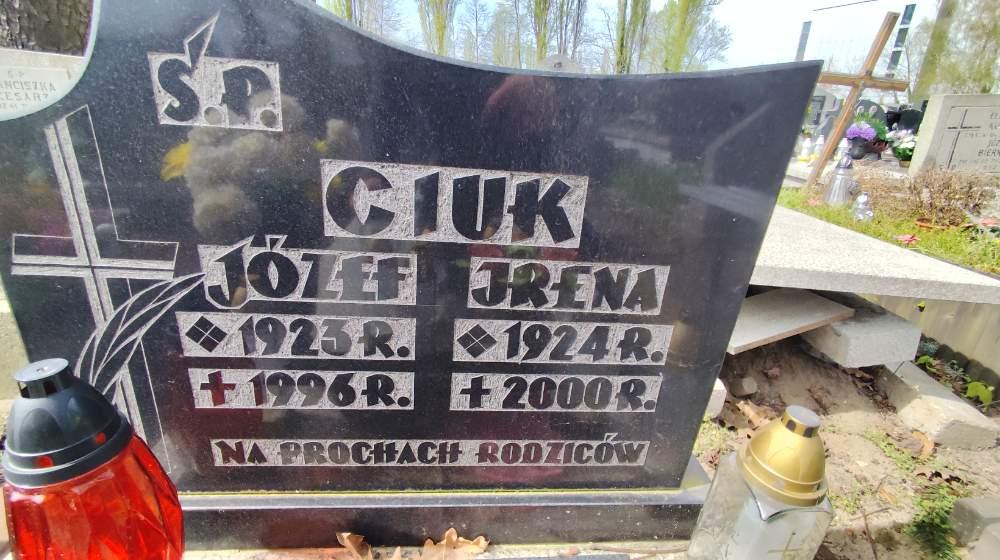 Ś.P.
CIUK
JÓZEF
1923 R.
1996 R.
JRENA
1924 R.
2000 R.
NA PROCHACH RODZICÓW